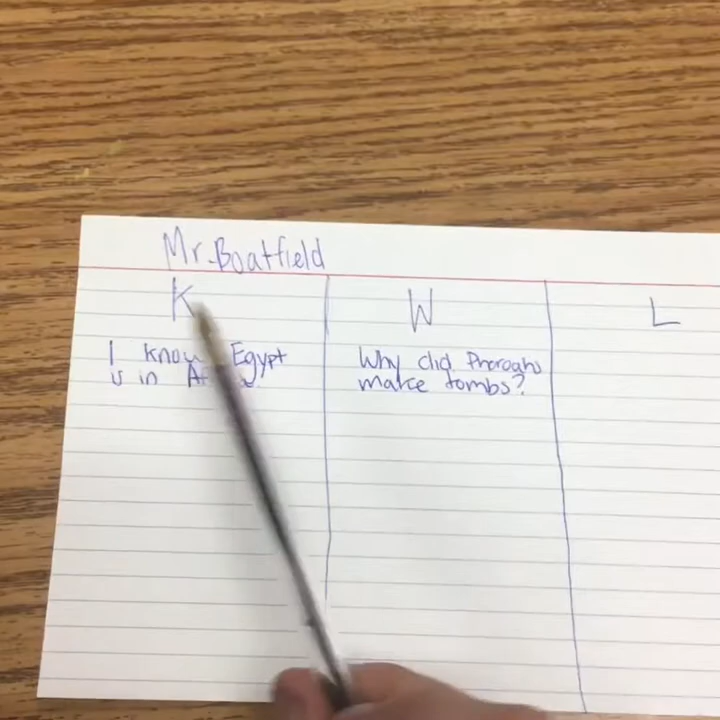 Mr. Boatfield
K W L
I know Egypt
is in
Why did Pharoahs
make tombs?